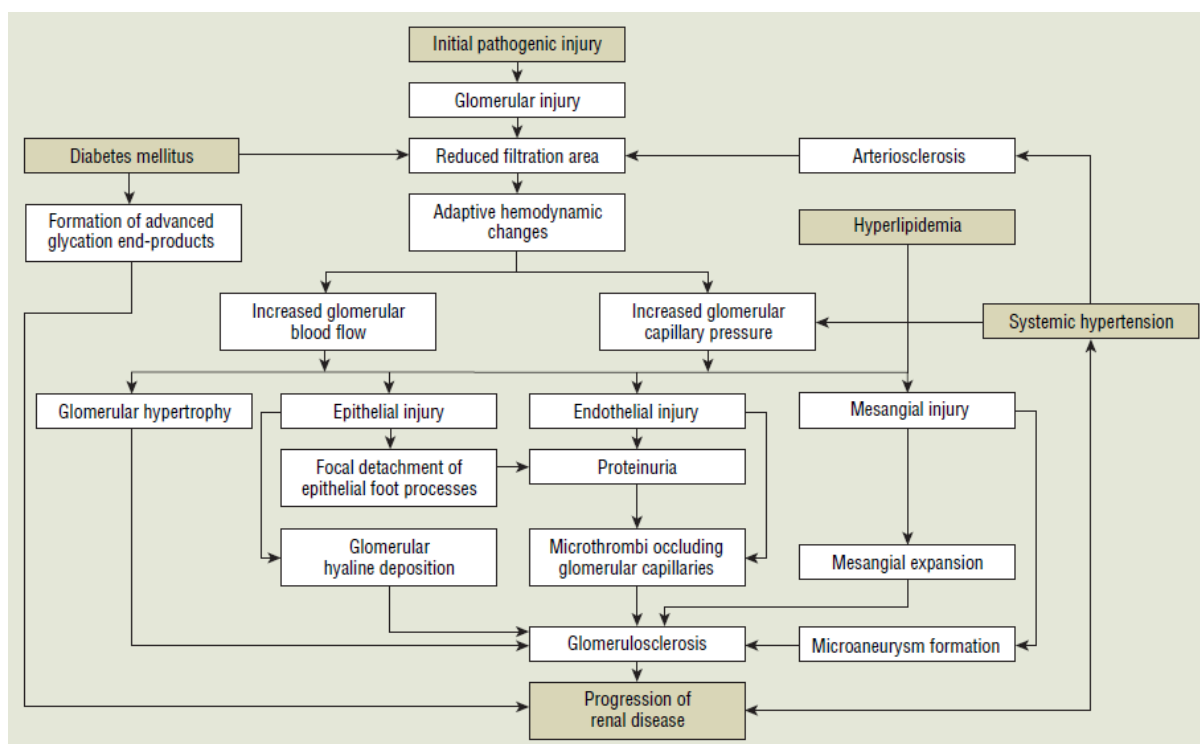 Initial pathogenic injury
Glomerular injury
Diabetes mellitus
Reduced filtration area
Arteriosclerosis
Formation of advanced
glycation end-products
Adaptive hemodynamic
changes
Hyperlipidemia
Increased glomerular
blood flow
Increased glomerular
capillary pressure
Systemic hypertension
Glomerular hypertrophy
Epithelial injury
Endothelial injury
Mesangial injury
Focal detachment of
epithelial foot processes
Proteinuria
Glomerular
hyaline deposition
Microthrombi occluding
glomerular capillaries
Mesangial expansion
Glomerulosclerosis
Microaneurysm formation
Progression of
renal disease